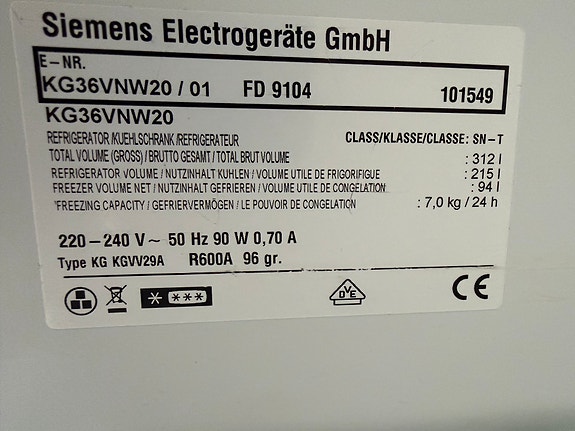 Siemens Electrogeräte GmbH
E-NR.
KG36VNW20 / 01 FD 9104 101549
KG36VNW20
REFRIGERATOR/KUEHLSCHRANK/REFRIGERATEUR CLASS/KLASSE/CLASSE: SN-T
TOTAL VOLUME (GROSS) / BRUTTO GESAMT / TOTAL BRUT VOLUME : 312 l
REFRIGERATOR VOLUME / NUTZINHALT KUHLEN / VOLUME UTILE DE FRIGORIFIGUE : 215 l
FREEZER VOLUME NET / NUTZINHALT GEFRIEREN / VOLUME UTILE DE CONGELATION : 94 l
'FREEZING CAPACITY / GEFRIERVERMÖGEN / LE POUVOIR DE CONGELATION : 7,0 kg / 24 h
220-240 V~ 50 Hz 90 W 0,70 A
Type KG KGVV29A R600A 96 gr.
* *** DVE CE